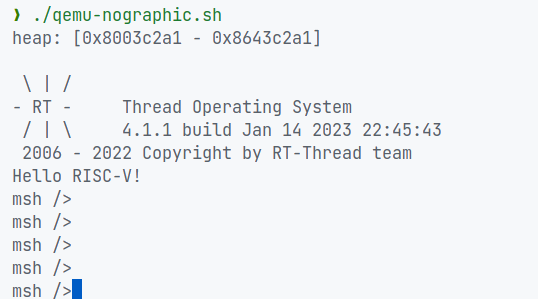 ❯ ./qemu-nographic.sh
heap: [0x8003c2a1 - 0x8643c2a1]
 \ | /
- RT -     Thread Operating System
 / | \     4.1.1 build Jan 14 2023 22:45:43
 2006 - 2022 Copyright by RT-Thread team
Hello RISC-V!
msh />
msh />
msh />
msh />
msh />